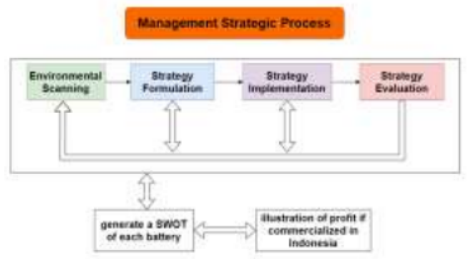 Management Strategic Process
Environmental
Scanning
Strategy
Formulation
Strategy
Implementation
Strategy
Evaluation
generate a SWOT
of each battery
illustration of profit if
commercialized in
Indonesia